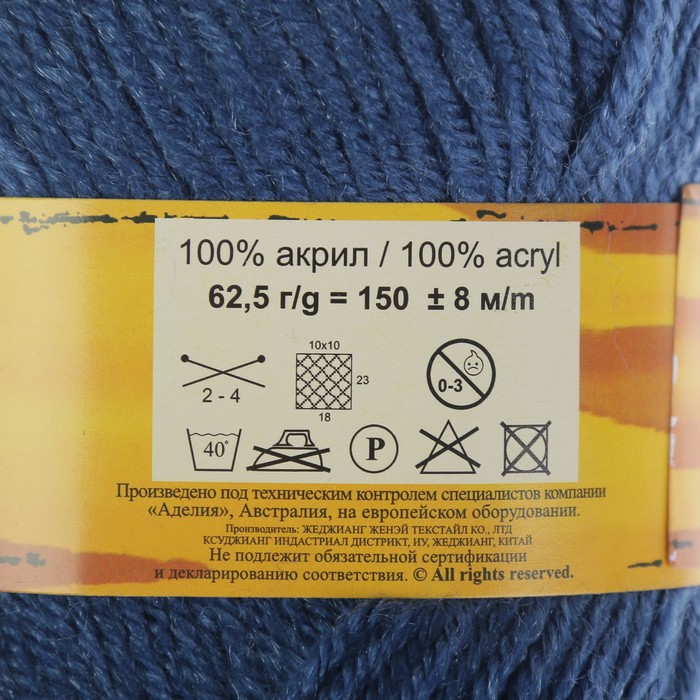 100% акрил / 100% acryl
62,5 г/g = 150 ± 8 м/m
10x10
2 - 4
23
18
0-3
40°
P
Произведено под техническим контролем специалистов компании
«Аделия», Австралия, на европейском оборудовании.
Производитель: ЖЕДЖИАНГ ЖЕНЭЙ ТЕКСТАЙЛ КО., ЛТД
КСУДЖИАНГ ИНДАСТРИАЛ ДИСТРИКТ, ИУ, ЖЕДЖИАНГ, КИТАЙ
Не подлежит обязательной сертификации
и декларированию соответствия. © All rights reserved.